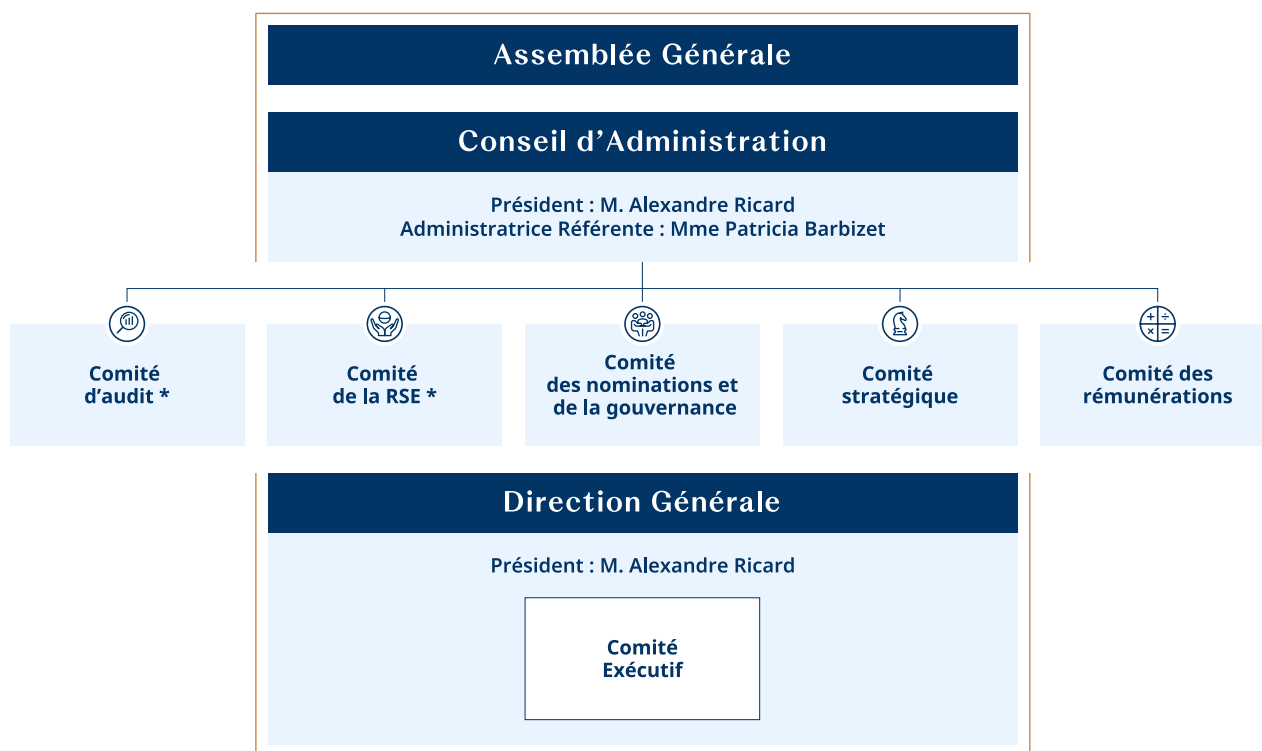 Assemblée Générale
Conseil d’Administration
Président : M. Alexandre Ricard
Administratrice Référente : Mme Patricia Barbizet
Comité
d’audit *
Comité
de la RSE *
Comité
des nominations et
de la gouvernance
Comité
stratégique
Comité des
rémunérations
Direction Générale
Président : M. Alexandre Ricard
Comité
Exécutif